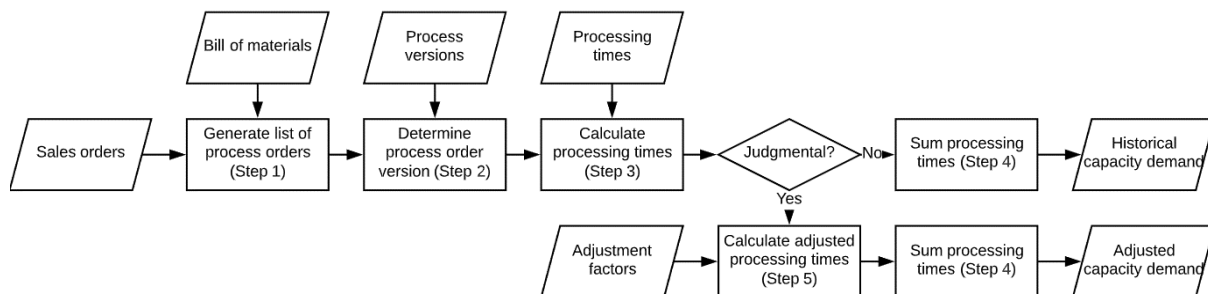 Bill of materials
Process
versions
Processing
times
Sales orders
Generate list of
process orders
(Step 1)
Determine
process order
version (Step 2)
Calculate
processing times
(Step 3)
Judgmental?
No
Sum processing
times (Step 4)
Historical
capacity demand
Yes
Adjustment
factors
Calculate adjusted
processing times
(Step 5)
Sum processing
times (Step 4)
Adjusted
capacity demand